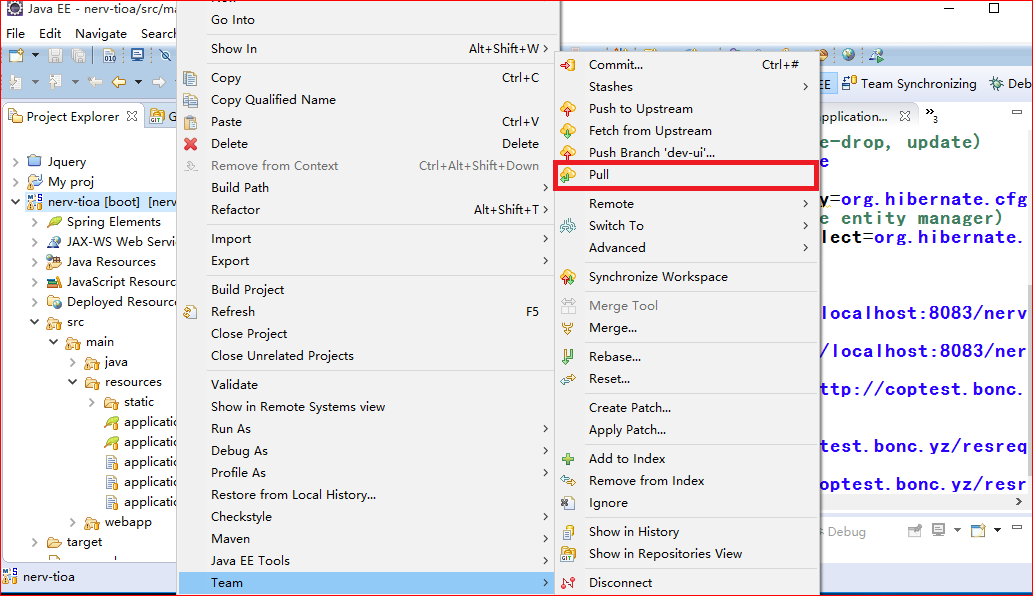 Java EE - nerv-tioa/src/ma
File Edit Navigate Search
Project Explorer
Jquery
My proj
nerv-tioa [boot] [nerv
Spring Elements
JAX-WS Web Servi
Java Resources
JavaScript Resourc
Deployed Resourc
src
main
java
resources
static
applicatio
applicatio
applicatio
applicatio
applicatio
webapp
target
nerv-tioa
Go Into
Show In Alt+Shift+W
Copy Ctrl+C
Copy Qualified Name
Paste Ctrl+V
Delete Delete
Remove from Context Ctrl+Alt+Shift+Down
Build Path
Refactor Alt+Shift+T
Import
Export
Build Project
Refresh F5
Close Project
Close Unrelated Projects
Validate
Show in Remote Systems view
Run As
Debug As
Profile As
Restore from Local History...
Checkstyle
Maven
Java EE Tools
Team
Commit... Ctrl+#
Stashes
Push to Upstream
Fetch from Upstream
Push Branch 'dev-ui'...
Pull
Remote
Switch To
Advanced
Synchronize Workspace
Merge Tool
Merge...
Rebase...
Reset...
Create Patch...
Apply Patch...
Add to Index
Remove from Index
Ignore
Show in History
Show in Repositories View
Disconnect
EE Team Synchronizing Deb
pplication... 3
e-drop, update)
e
y=org.hibernate.cfg
e entity manager)
lect=org.hibernate.
localhost:8083/nerv
/localhost:8083/ner
ttp://coptest.bonc.
test.bonc.yz/resreq
optest.bonc.yz/resr
Debug